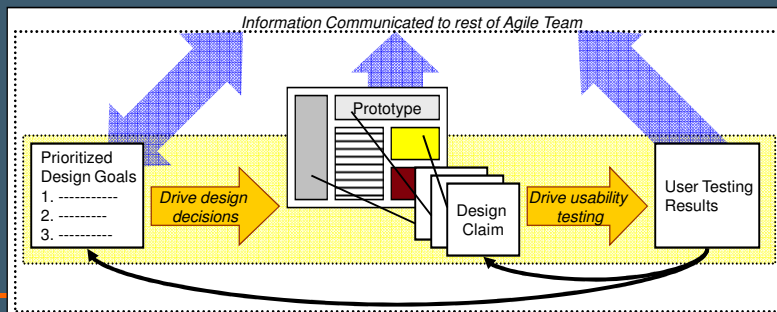 Information Communicated to rest of Agile Team
Prototype
Prioritized
Design Goals
1. -----------
2. ---------
3. ----------
Drive design
decisions
Design
Claim
Drive usability
testing
User Testing
Results